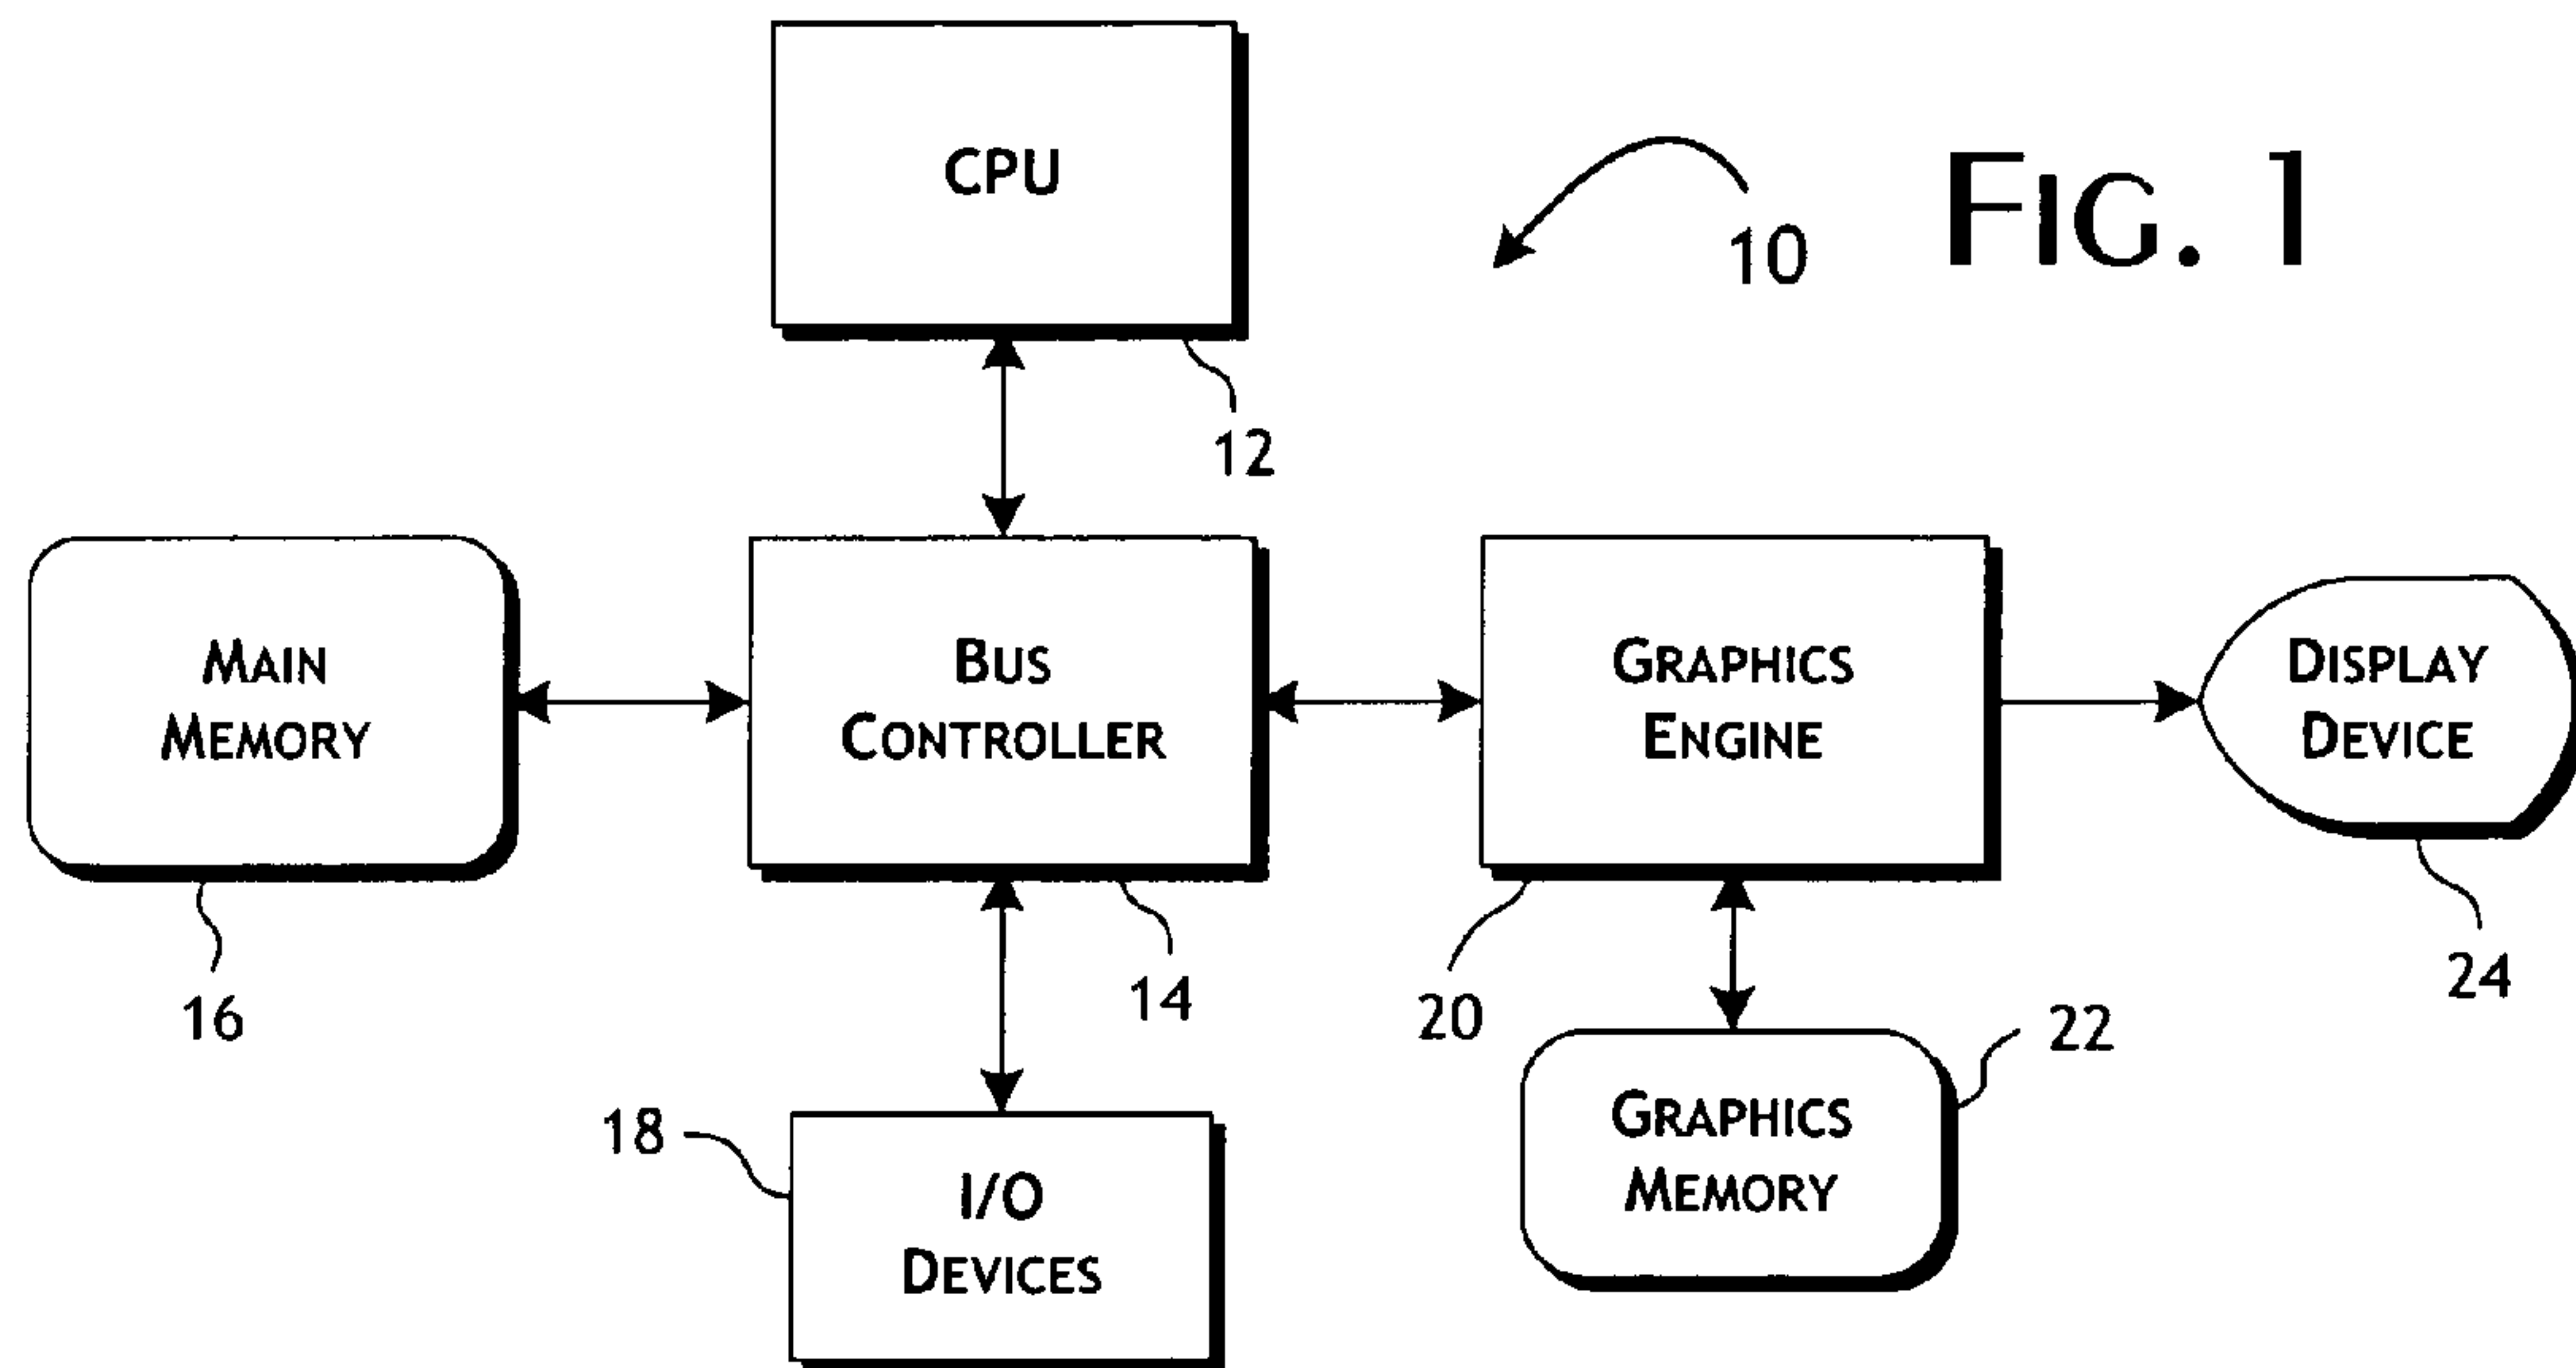 CPU
10
FIG. 1
12
MAIN
MEMORY
BUS
CONTROLLER
GRAPHICS
ENGINE
DISPLAY
DEVICE
16
14
20
24
22
18
I/O
DEVICES
GRAPHICS
MEMORY